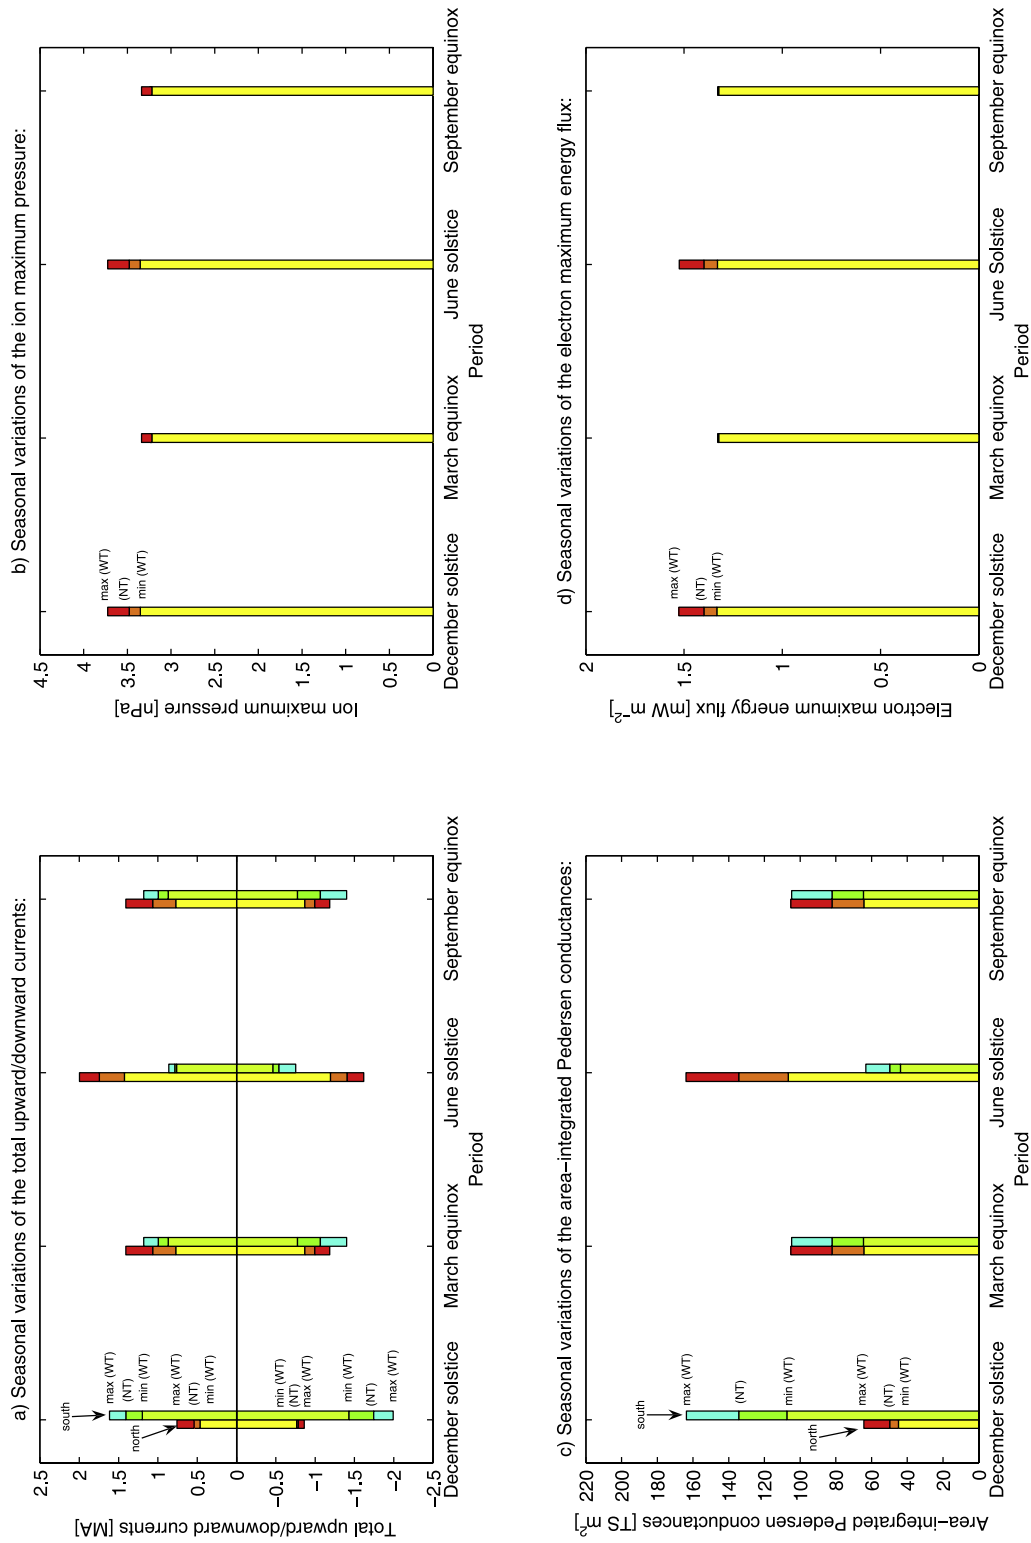 a) Seasonal variations of the total upward/downward currents:
Total upward/downward currents [MA]
2.5
2
1.5
1
0.5
0
−0.5
−1
−1.5
−2
−2.5
south
north
max (WT)
(NT)
min (WT)
max (WT)
(NT)
min (WT)
min (WT)
(NT)
max (WT)
min (WT)
(NT)
max (WT)
December solstice March equinox June solstice September equinox
Period
b) Seasonal variations of the ion maximum pressure:
Ion maximum pressure [nPa]
4.5
4
3.5
3
2.5
2
1.5
1
0.5
0
max (WT)
(NT)
min (WT)
December solstice March equinox June solstice September equinox
Period
c) Seasonal variations of the area−integrated Pedersen conductances:
Area−integrated Pedersen conductances [TS m²]
220
200
180
160
140
120
100
80
60
40
20
0
south
north
max (WT)
(NT)
min (WT)
max (WT)
(NT)
min (WT)
December solstice March equinox June solstice September equinox
Period
d) Seasonal variations of the electron maximum energy flux:
Electron maximum energy flux [mW m⁻²]
2
1.5
1
0.5
0
max (WT)
(NT)
min (WT)
December solstice March equinox June Solstice September equinox
Period